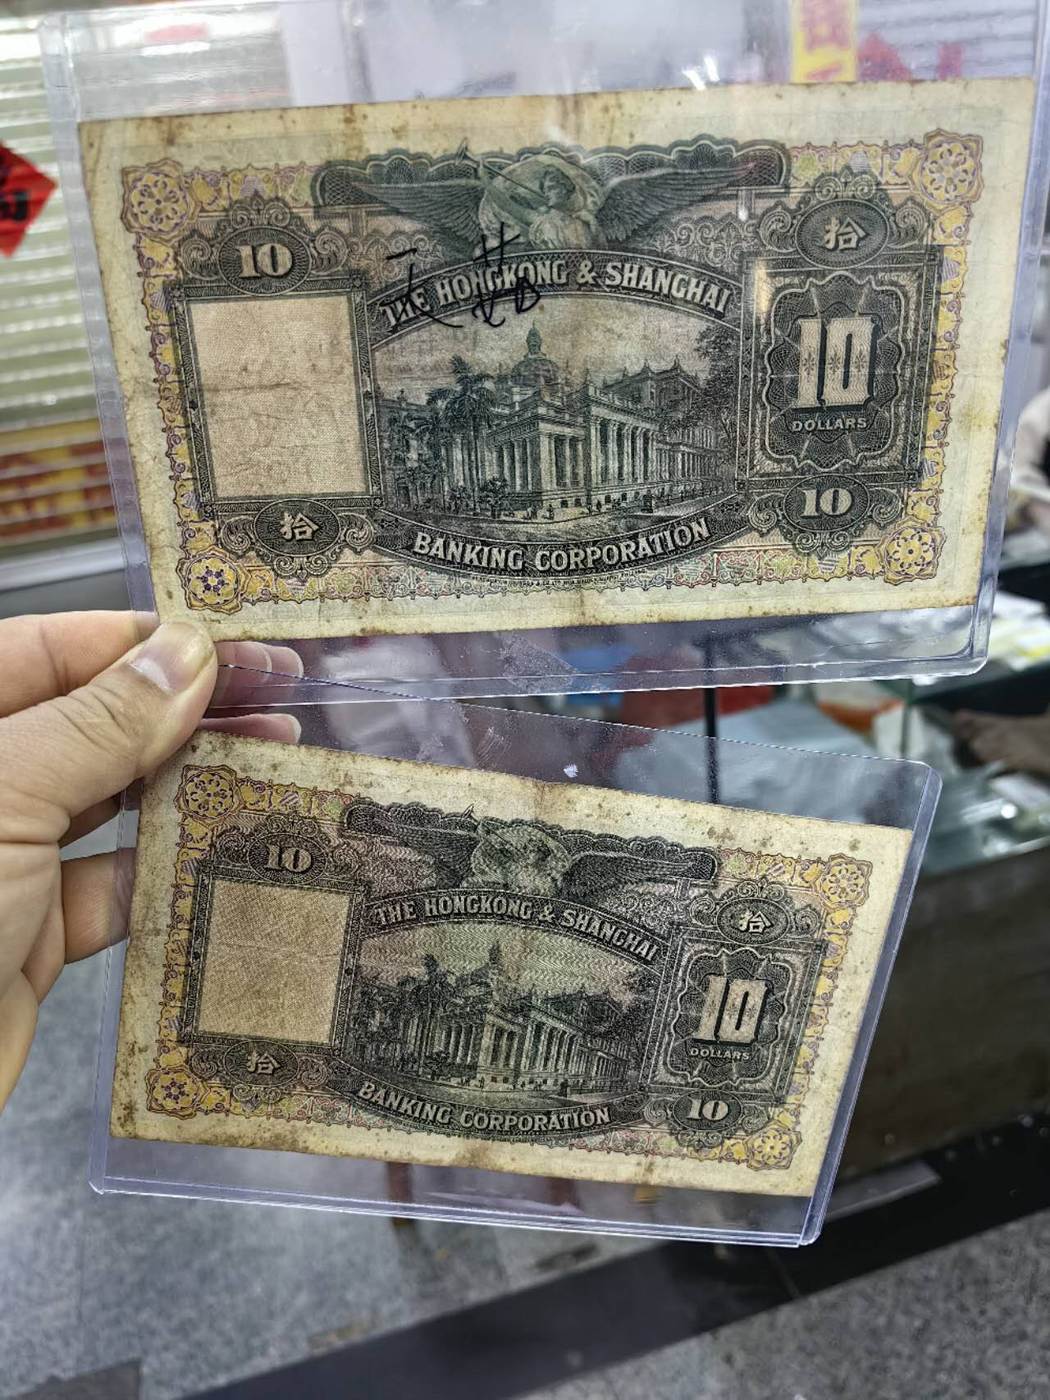 10
拾
THE HONGKONG & SHANGHAI
10
DOLLARS
拾
10
BANKING CORPORATION
10
拾
THE HONGKONG & SHANGHAI
10
DOLLARS
拾
10
BANKING CORPORATION